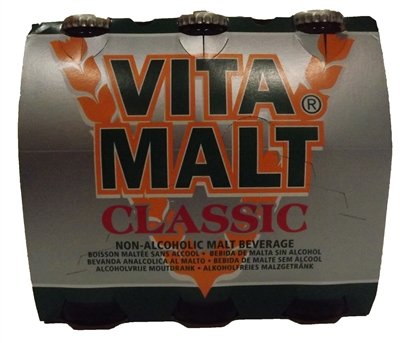 VITA
MALT®
CLASSIC
NON-ALCOHOLIC MALT BEVERAGE
BOISSON MALTÉE SANS ALCOOL • BEBIDA DE MALTA SIN ALCOHOL
BEVANDA ANALCOLICA AL MALTO • BEBIDA DE MALTE SEM ÁLCOOL
ALCOHOLVRIJE MOUTDRANK • ALKOHOLFREIES MALZGETRÄNK